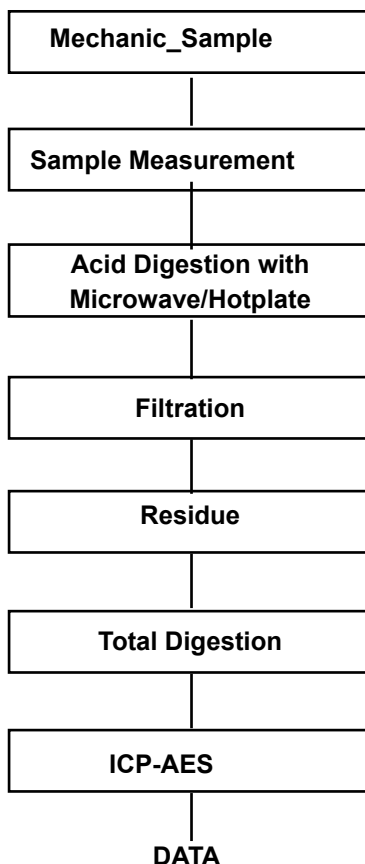 Mechanic_Sample
Sample Measurement
Acid Digestion with
Microwave/Hotplate
Filtration
Residue
Total Digestion
ICP-AES
DATA